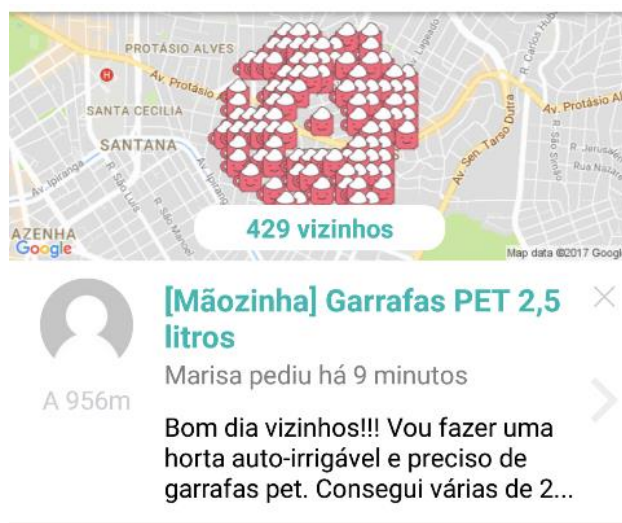 PROTÁSIO ALVES
Av. Protásio
SANTA CECILIA
SANTANA
Av. Ipiranga
R. São Luís
R. São Manoel
AZENHA
Google
Av. Sen. Tarso Dutra
R. Carlos Hub
Av. Protásio Al
R. São Simão
R. Jerusalém
Rua Nazaré
H
429 vizinhos
Map data ©2017 Googl
[Mãozinha] Garrafas PET 2,5
litros
Marisa pediu há 9 minutos
A 956m
Bom dia vizinhos!!! Vou fazer uma
horta auto-irrigável e preciso de
garrafas pet. Consegui várias de 2...